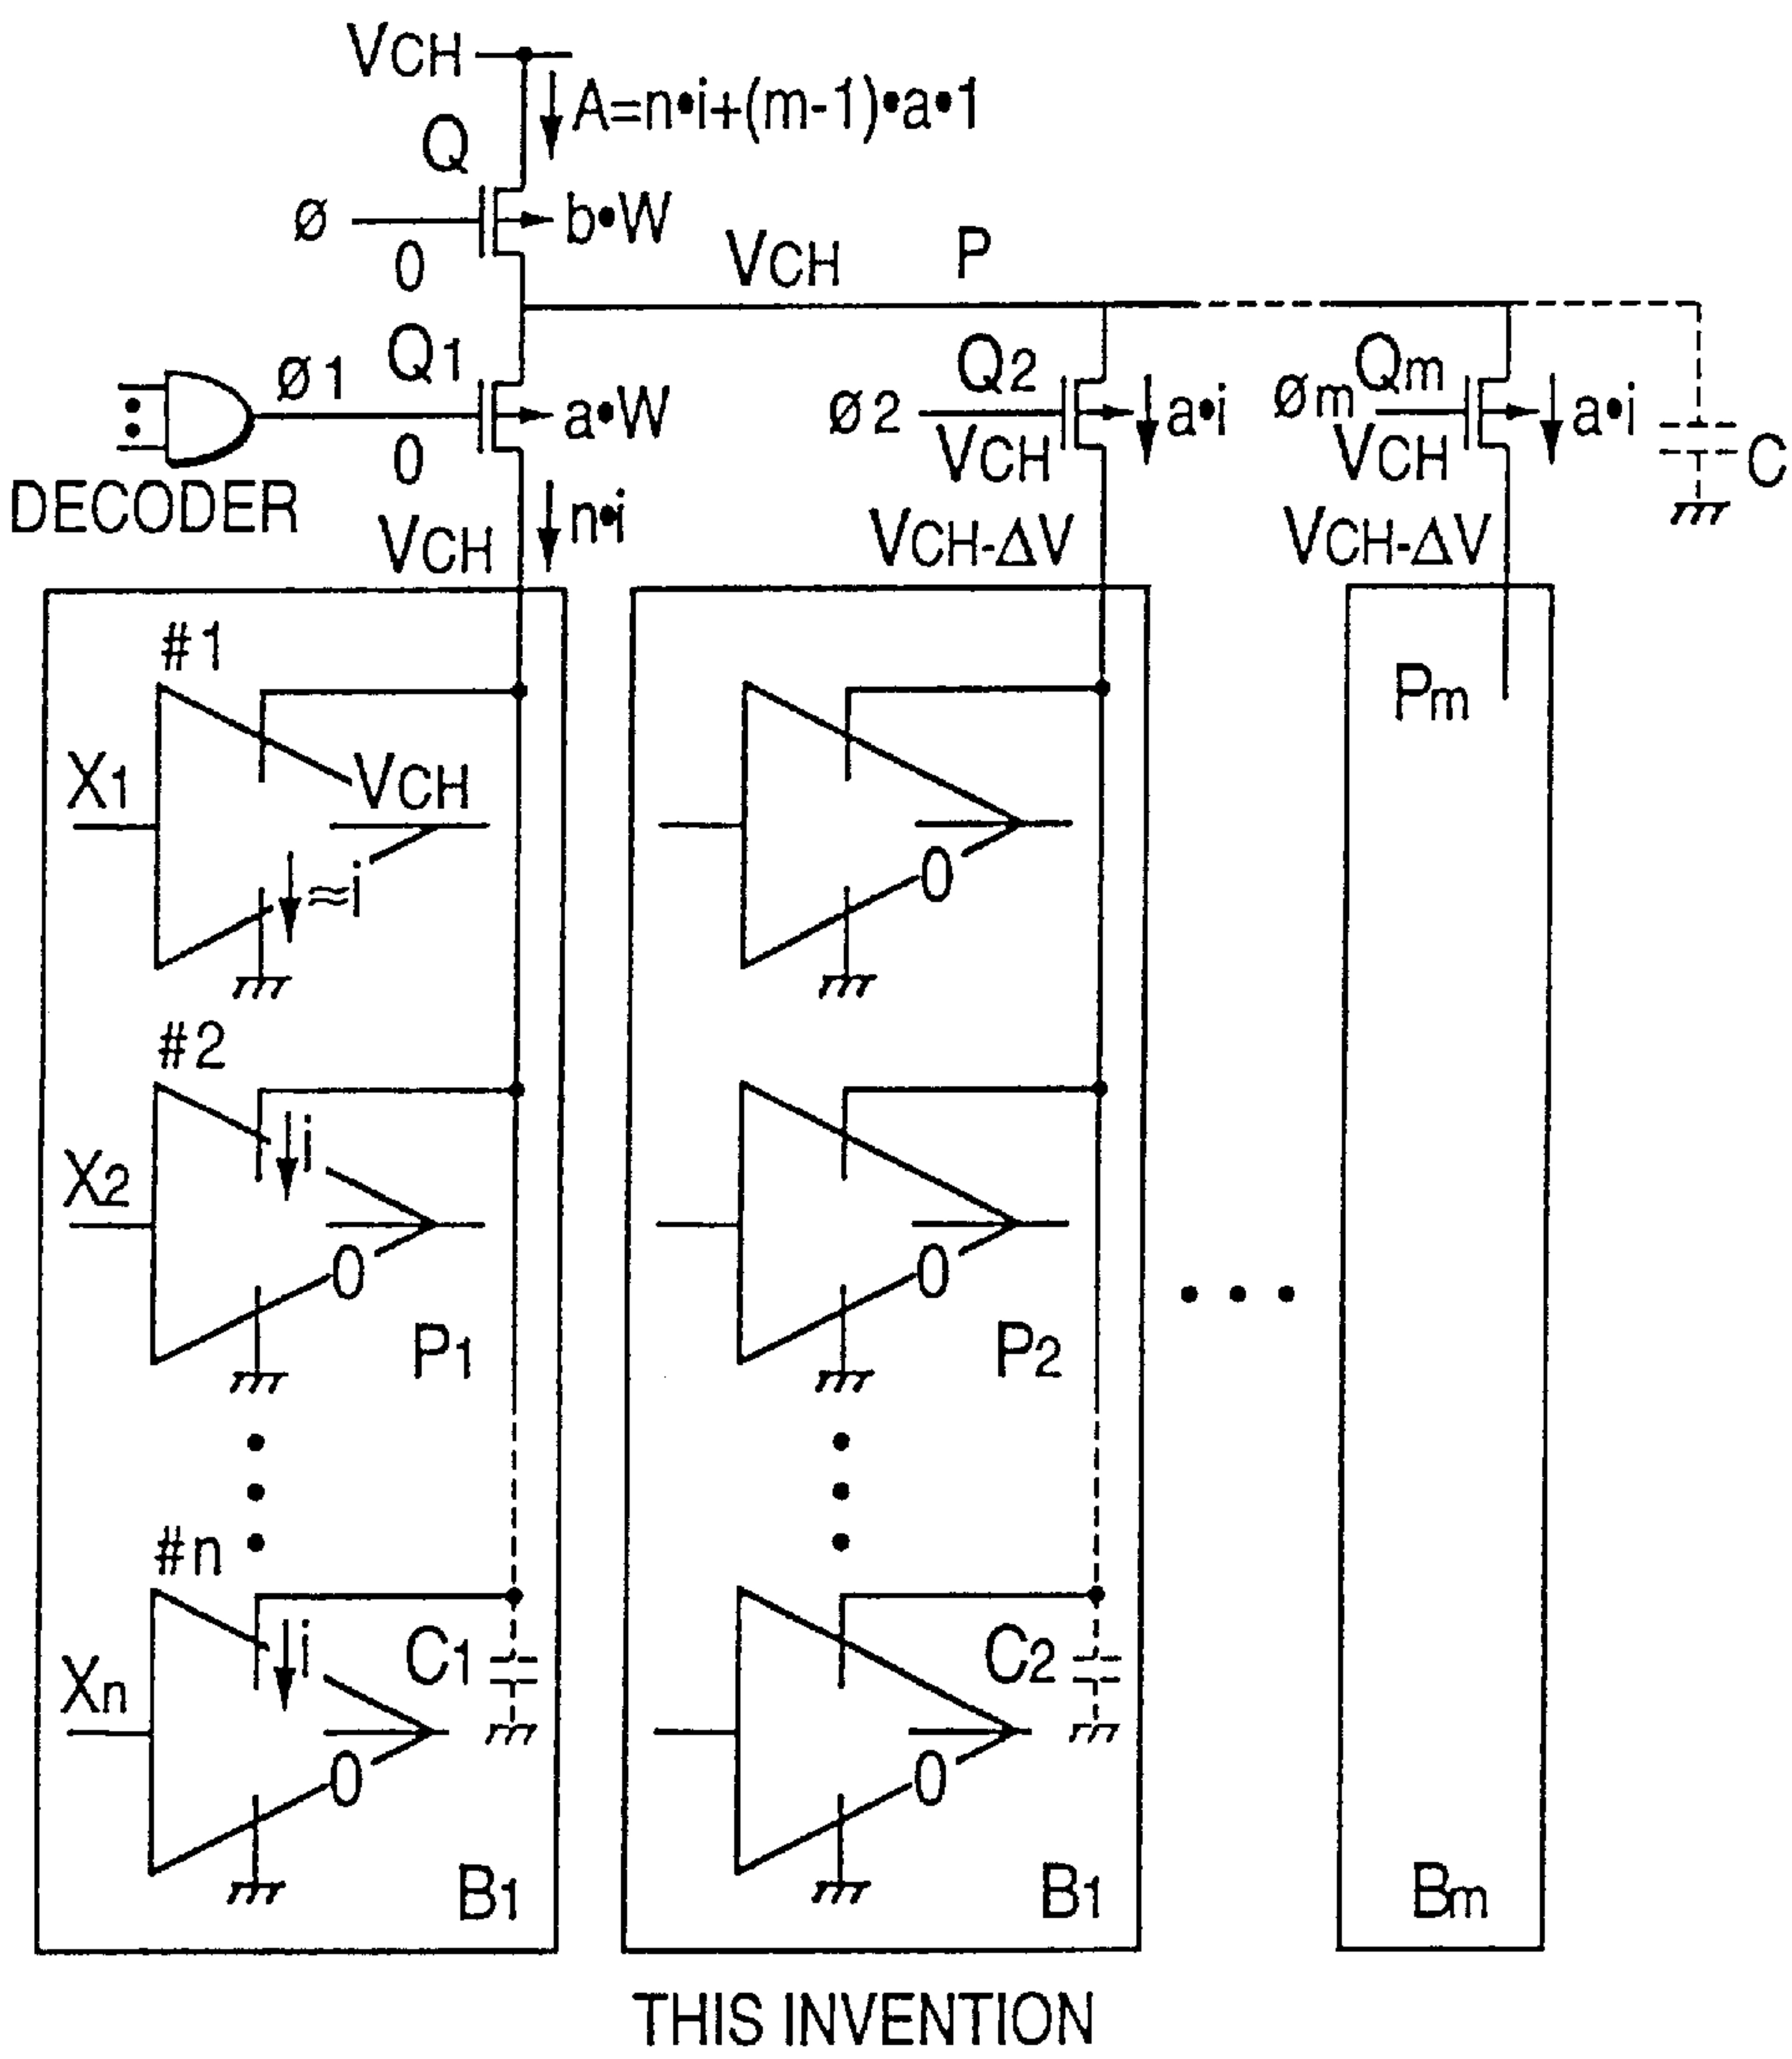 VCH
A=n•i+(m-1)•a•1
Q
ø
b•W
0
VCH
P
Q1
ø1
a•W
0
DECODER
VCH
n•i
Q2
ø2
a•i
VCH
VCH-ΔV
Qm
øm
a•i
VCH
VCH-ΔV
C
#1
X1
VCH
≈i
0
Pm
#2
i
X2
0
P1
0
P2
#n
i
Xn
0
C1
B1
C2
0
B1
Bm
THIS INVENTION